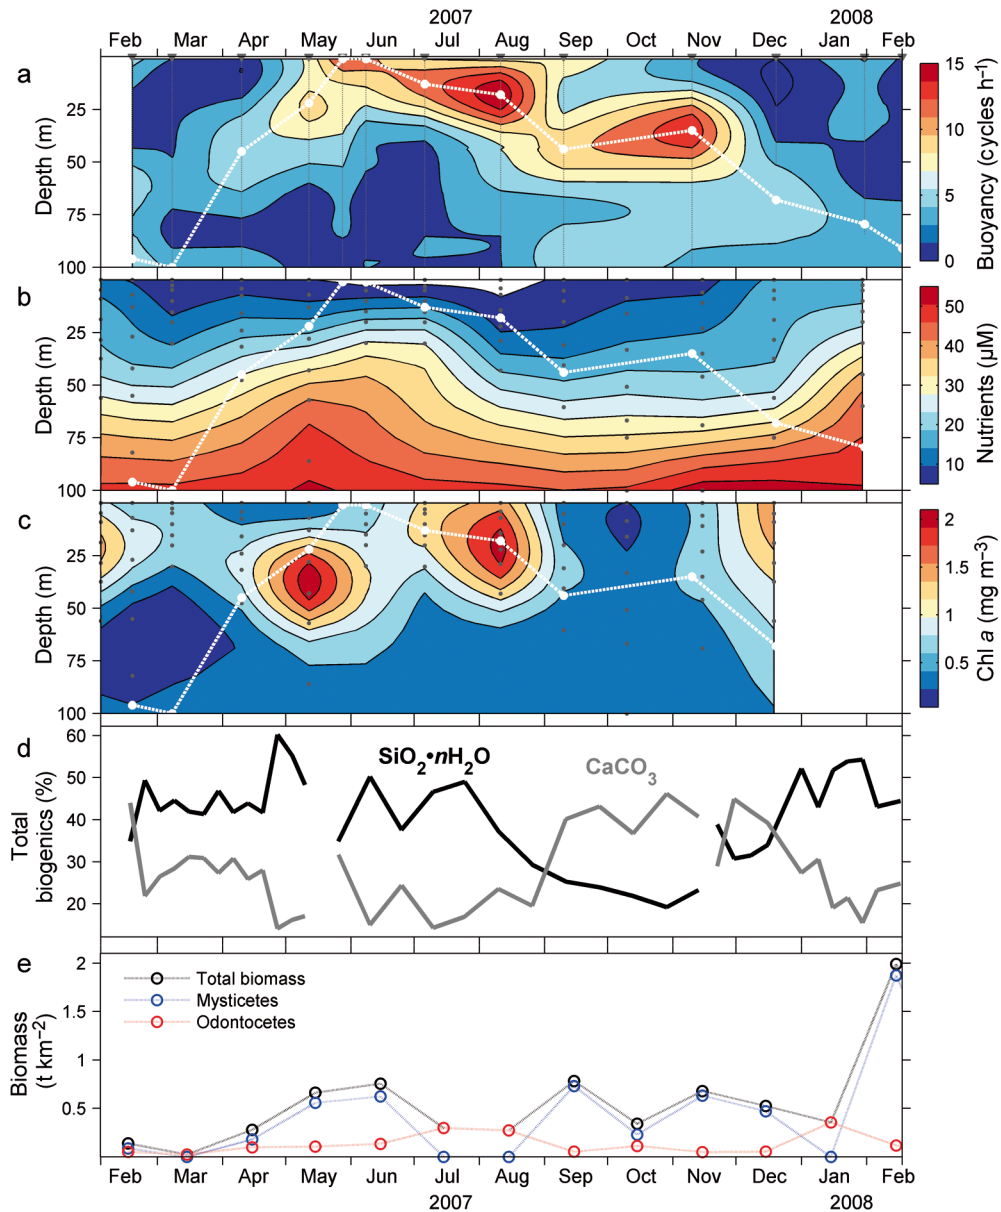 2007 2008
Feb Mar Apr May Jun Jul Aug Sep Oct Nov Dec Jan Feb
a
Depth (m)
25
50
75
100
15
10
5
0
Buoyancy (cycles h⁻¹)
b
Depth (m)
25
50
75
100
50
40
30
20
10
Nutrients (µM)
c
Depth (m)
25
50
75
100
2
1.5
1
0.5
Chl a (mg m⁻³)
d
Total
biogenics (%)
60
50
40
30
20
SiO₂•nH₂O
CaCO₃
e
Biomass
(t km⁻²)
2
1.5
1
0.5
Total biomass
Mysticetes
Odontocetes
Feb Mar Apr May Jun Jul Aug Sep Oct Nov Dec Jan Feb
2007 2008